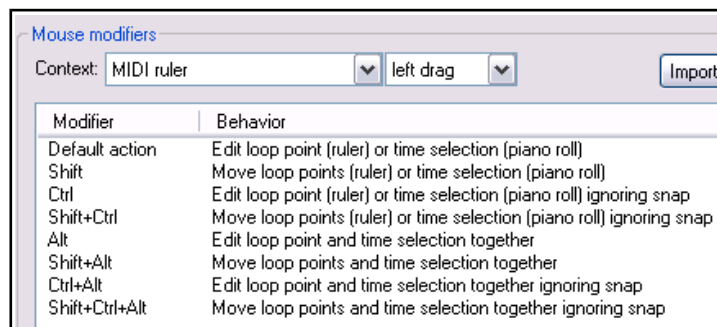 Mouse modifiers
Context: MIDI ruler left drag Import
Modifier Behavior
Default action Edit loop point (ruler) or time selection (piano roll)
Shift Move loop points (ruler) or time selection (piano roll)
Ctrl Edit loop point (ruler) or time selection (piano roll) ignoring snap
Shift+Ctrl Move loop points (ruler) or time selection (piano roll) ignoring snap
Alt Edit loop point and time selection together
Shift+Alt Move loop points and time selection together
Ctrl+Alt Edit loop point and time selection together ignoring snap
Shift+Ctrl+Alt Move loop points and time selection together ignoring snap